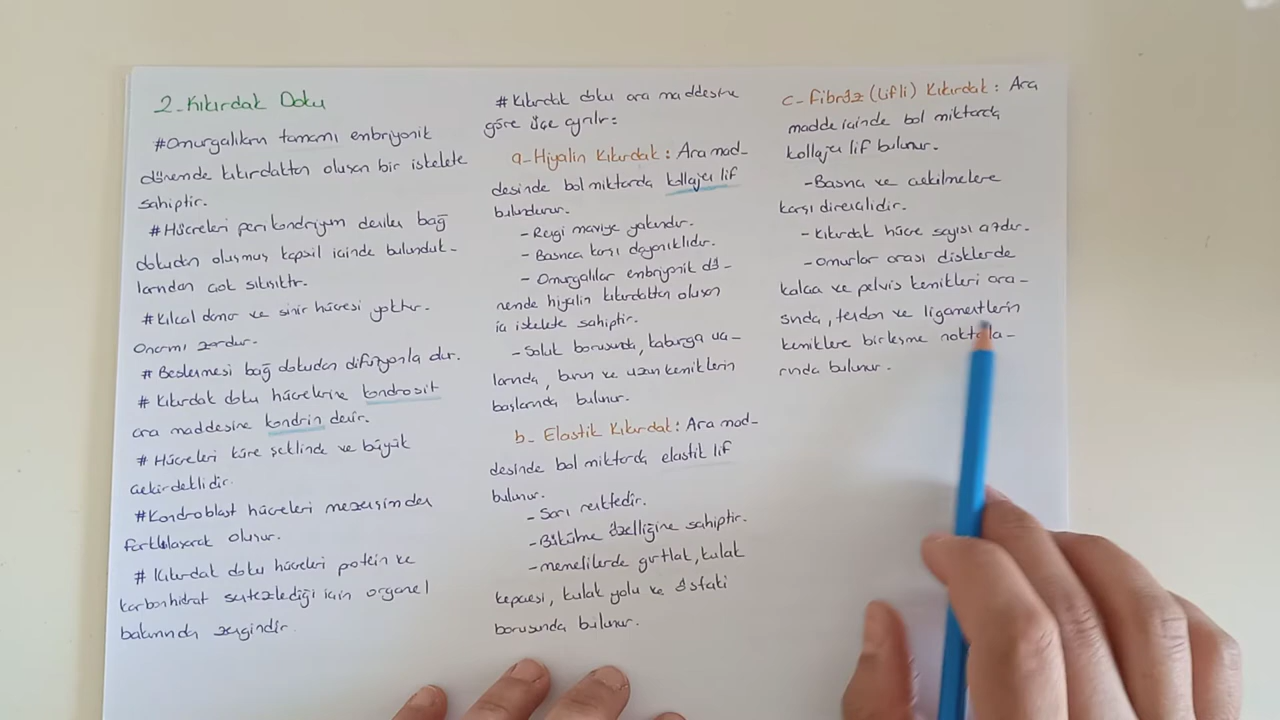 2-Kıkırdak Doku
#Omurgalıların tamamı embriyonik
dönemde kıkırdaktan oluşan bir iskelete
sahiptir.
#Hücreleri perikondriyum denilen bağ
dokudan oluşmuş kapsül içinde bulunduk-
larından çok sıkışıktır.
#Kılcal damar ve sinir hücresi yoktur.
Onarımı zordur.
# Beslenmesi bağ dokudan difüzyonla dır.
# Kıkırdak doku hücrelerine kondrosit
ara maddesine kondrin denir.
# Hücreleri küre şeklinde ve büyük
çekirdeklidir.
#Kondroblast hücreleri mezenşimden
farklılaşarak oluşur.
# Kıkırdak doku hücreleri protein ve
karbonhidrat sentezlediği için organel
bakımında zengindir.
# Kıkırdak doku ara maddesine
göre üçe ayrılır:
a-Hiyalin Kıkırdak: Ara mad-
desinde bol miktarda kollajen lif
bulundurur.
- Rengi maviye yakındır.
- Basınca karşı dayanıklıdır.
- Omurgalılar embriyonik dö-
nemde hiyalin kıkırdaktan oluşan
iç iskelete sahiptir.
- Soluk borusunda, kaburga uç-
larında, burun ve uzun kemiklerin
başlarında bulunur.
b- Elastik Kıkırdak: Ara mad-
desinde bol miktarda elastik lif
bulunur.
- Sarı renktedir.
- Bükülme özelliğine sahiptir.
- memelilerde gırtlak, kulak
kepçesi, kulak yolu ve östaki
borusunda bulunur.
c- Fibröz (Lifli) Kıkırdak: Ara
madde içinde bol miktarda
kollajen lif bulunur.
- Basınç ve çekilmelere
karşı dirençlidir.
- Kıkırdak hücre sayısı azdır.
- Omurlar arası disklerde
kalça ve pelvis kemikleri ara-
sında, tendon ve ligamentlerin
kemiklere birleşme noktala-
rında bulunur.